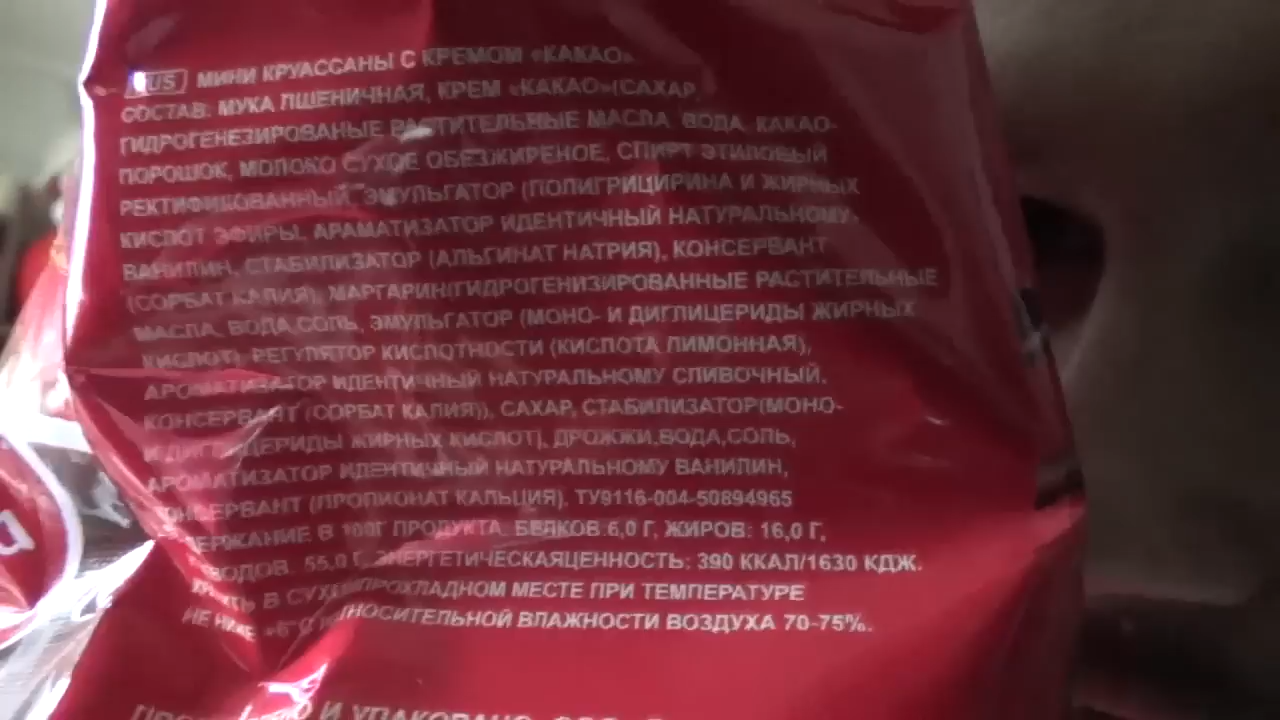 RUS МИНИ КРУАССАНЫ С КРЕМОМ «КАКАО»
СОСТАВ: МУКА ПШЕНИЧНАЯ, КРЕМ «КАКАО»(САХАР,
ГИДРОГЕНЕЗИРОВАНЫЕ РАСТИТЕЛЬНЫЕ МАСЛА, ВОДА, КАКАО-
ПОРОШОК, МОЛОКО СУХОЕ ОБЕЗЖИРЕНОЕ, СПИРТ ЭТИЛОВЫЙ
РЕКТИФИКОВАННЫЙ, ЭМУЛЬГАТОР (ПОЛИГРИЦИРИНА И ЖИРНЫХ
КИСЛОТ ЭФИРЫ, АРАМАТИЗАТОР ИДЕНТИЧНЫЙ НАТУРАЛЬНОМУ-
ВАНИЛИН, СТАБИЛИЗАТОР (АЛЬГИНАТ НАТРИЯ), КОНСЕРВАНТ
(СОРБАТ КАЛИЯ), МАРГАРИН(ГИДРОГЕНИЗИРОВАННЫЕ РАСТИТЕЛЬНЫЕ
МАСЛА, ВОДА,СОЛЬ, ЭМУЛЬГАТОР (МОНО- И ДИГЛИЦЕРИДЫ ЖИРНЫХ
КИСЛОТ), РЕГУЛЯТОР КИСЛОТНОСТИ (КИСЛОТА ЛИМОННАЯ),
АРОМАТИЗАТОР ИДЕНТИЧНЫЙ НАТУРАЛЬНОМУ СЛИВОЧНЫЙ,
КОНСЕРВАНТ (СОРБАТ КАЛИЯ)), САХАР, СТАБИЛИЗАТОР(МОНО-
И ДИГЛИЦЕРИДЫ ЖИРНЫХ КИСЛОТ), ДРОЖЖИ,ВОДА,СОЛЬ,
АРОМАТИЗАТОР ИДЕНТИЧНЫЙ НАТУРАЛЬНОМУ ВАНИЛИН,
КОНСЕРВАНТ (ПРОПИОНАТ КАЛЬЦИЯ). ТУ9116-004-50894965
СОДЕРЖАНИЕ В 100Г ПРОДУКТА: БЕЛКОВ:6,0 Г, ЖИРОВ: 16,0 Г,
55,0 Г, ЭНЕРГЕТИЧЕСКАЯЦЕННОСТЬ: 390 ККАЛ/1630 КДЖ.
ХРАНИТЬ В СУХОМ ПРОХЛАДНОМ МЕСТЕ ПРИ ТЕМПЕРАТУРЕ
НЕ НИЖЕ +6°С И ОТНОСИТЕЛЬНОЙ ВЛАЖНОСТИ ВОЗДУХА 70-75%.
И УПАКОВАНО: ООО